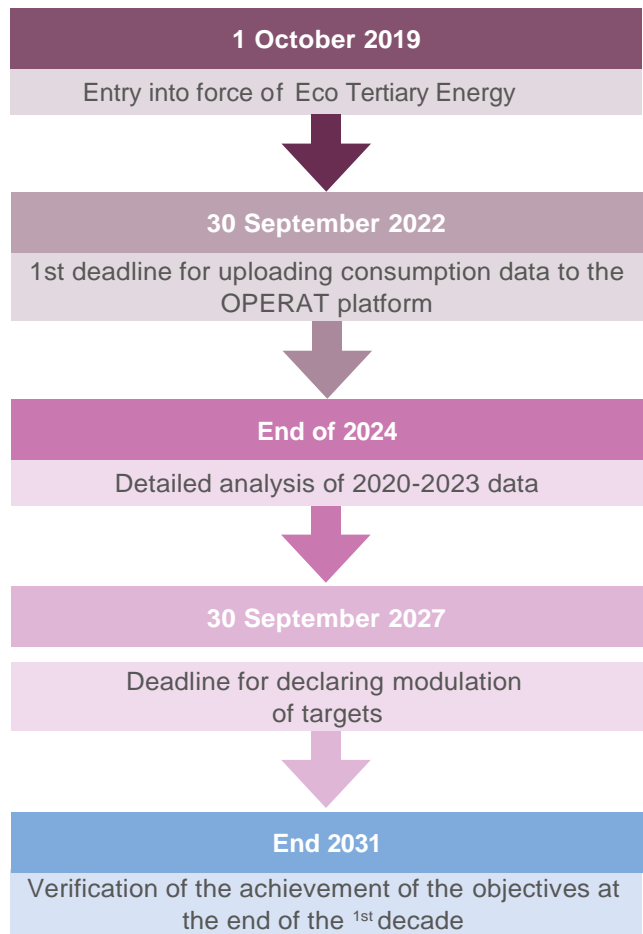 1 October 2019
Entry into force of Eco Tertiary Energy
30 September 2022
1st deadline for uploading consumption data to the
OPERAT platform
End of 2024
Detailed analysis of 2020-2023 data
30 September 2027
Deadline for declaring modulation
of targets
End 2031
Verification of the achievement of the objectives at
the end of the 1st decade